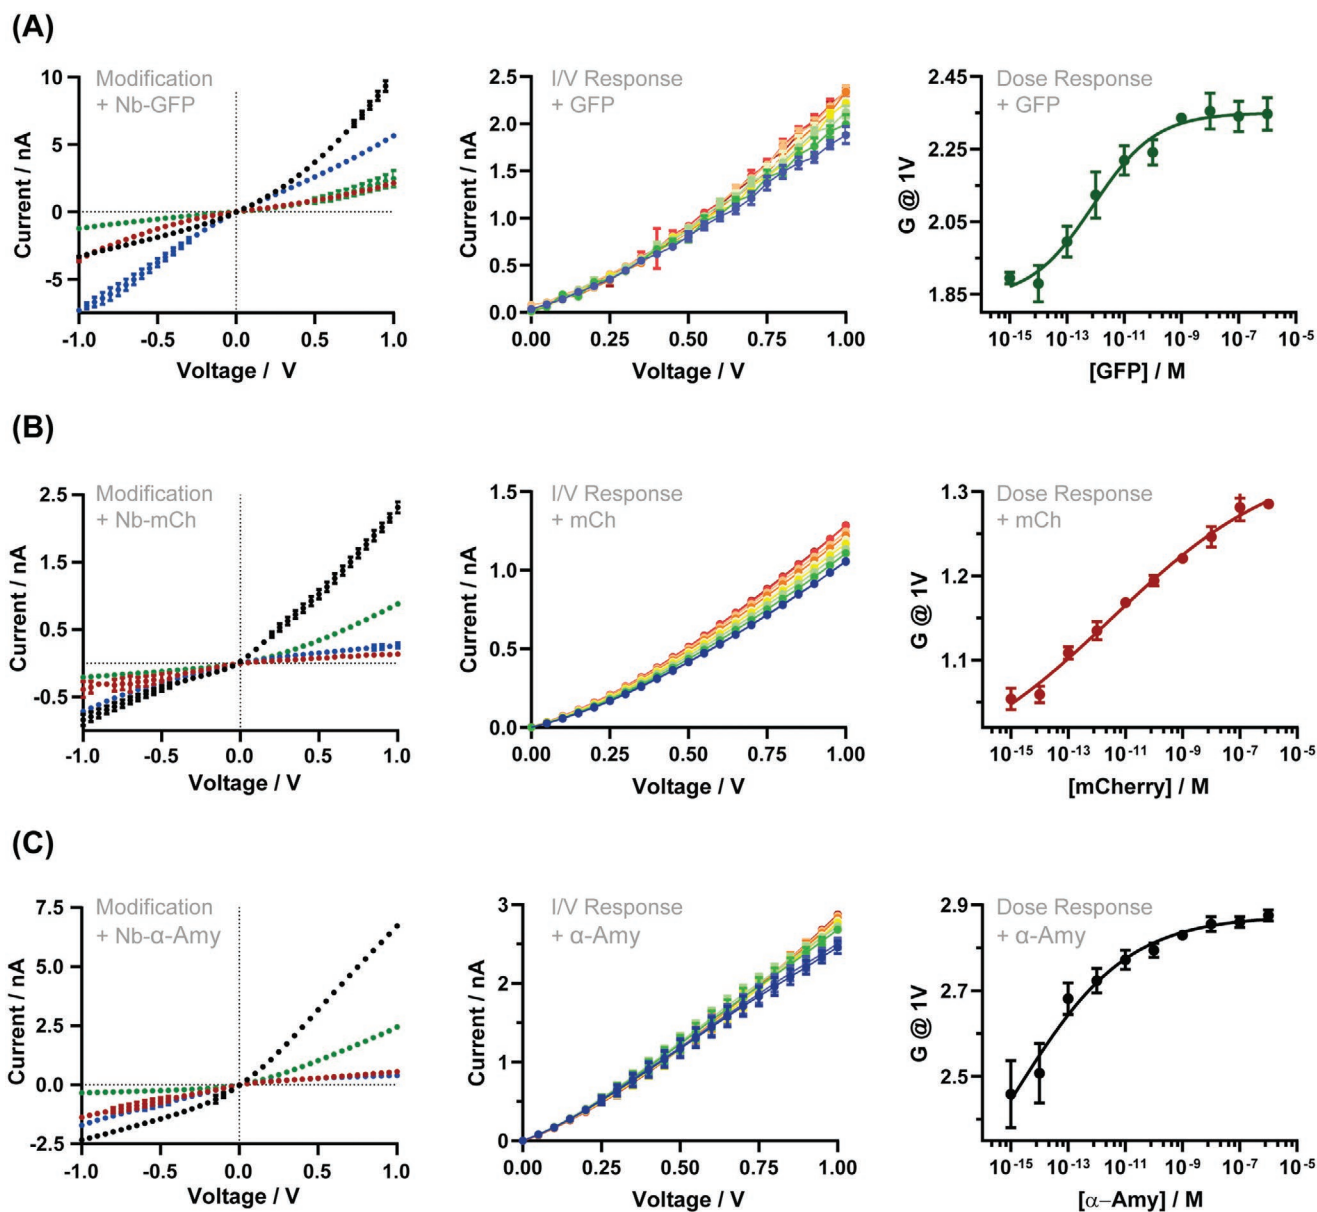 (A)
Modification
+ Nb-GFP
10
5
0
-5
-1.0
-0.5
0.0
0.5
1.0
Current / nA
Voltage / V
I/V Response
+ GFP
2.5
2.0
1.5
1.0
0.5
0.0
0.00
0.25
0.50
0.75
1.00
Current / nA
Voltage / V
Dose Response
+ GFP
2.45
2.25
2.05
1.85
10-15
10-13
10-11
10-9
10-7
10-5
G @ 1V
[GFP] / M
(B)
Modification
+ Nb-mCh
2.5
1.5
0.5
-0.5
-1.0
-0.5
0.0
0.5
1.0
Current / nA
Voltage / V
I/V Response
+ mCh
1.5
1.0
0.5
0.0
0.00
0.25
0.50
0.75
1.00
Current / nA
Voltage / V
Dose Response
+ mCh
1.3
1.2
1.1
10-15
10-13
10-11
10-9
10-7
10-5
G @ 1V
[mCherry] / M
(C)
Modification
+ Nb-α-Amy
7.5
5.0
2.5
0.0
-2.5
-1.0
-0.5
0.0
0.5
1.0
Current / nA
Voltage / V
I/V Response
+ α-Amy
3
2
1
0
0.00
0.25
0.50
0.75
1.00
Current / nA
Voltage / V
Dose Response
+ α-Amy
2.9
2.7
2.5
10-15
10-13
10-11
10-9
10-7
10-5
G @ 1V
[α–Amy] / M